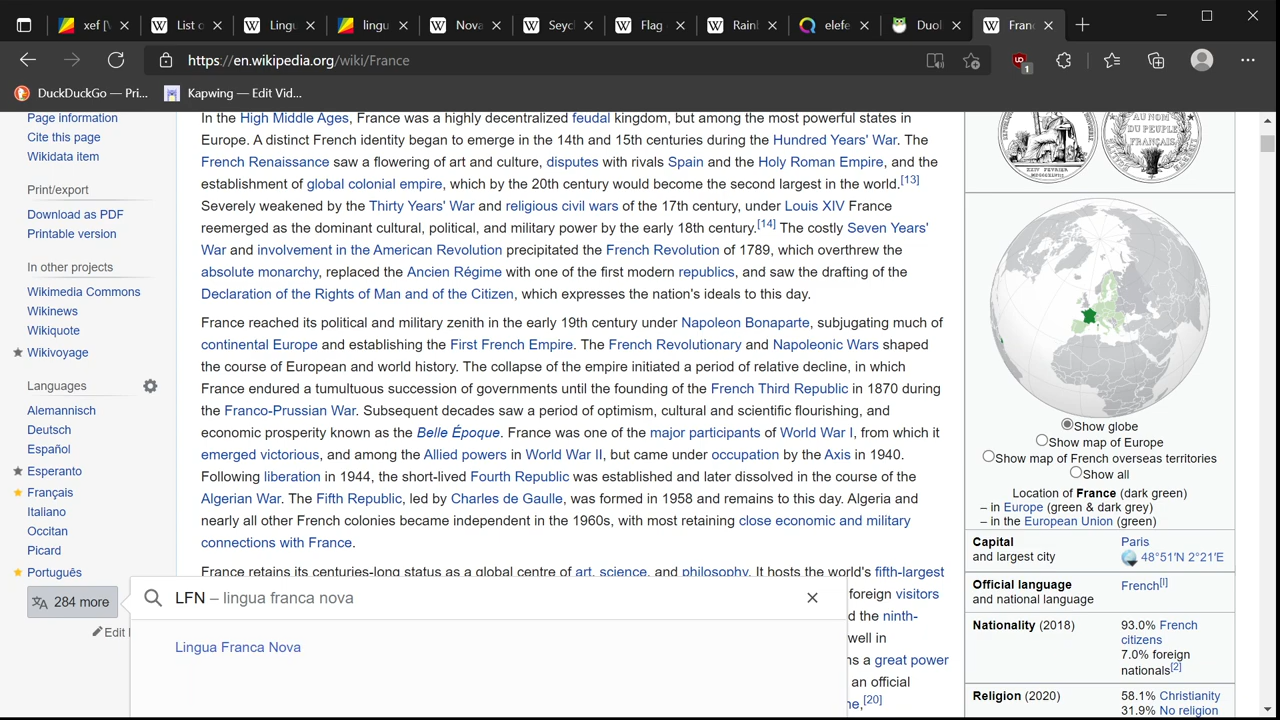 xef [W
List o
Lingu
lingu
Nova
Seyc
Flag
Rainb
elefe
Duol
Franc
https://en.wikipedia.org/wiki/France
1
DuckDuckGo — Pri...
Kapwing — Edit Vid...
Page information
Cite this page
Wikidata item
Print/export
Download as PDF
Printable version
In other projects
Wikimedia Commons
Wikinews
Wikiquote
Wikivoyage
Languages
Alemannisch
Deutsch
Español
Esperanto
Français
Italiano
Occitan
Picard
Português
284 more
Edit l
In the High Middle Ages, France was a highly decentralized feudal kingdom, but among the most powerful states in
Europe. A distinct French identity began to emerge in the 14th and 15th centuries during the Hundred Years' War. The
French Renaissance saw a flowering of art and culture, disputes with rivals Spain and the Holy Roman Empire, and the
establishment of global colonial empire, which by the 20th century would become the second largest in the world.[13]
Severely weakened by the Thirty Years' War and religious civil wars of the 17th century, under Louis XIV France
reemerged as the dominant cultural, political, and military power by the early 18th century.[14] The costly Seven Years'
War and involvement in the American Revolution precipitated the French Revolution of 1789, which overthrew the
absolute monarchy, replaced the Ancien Régime with one of the first modern republics, and saw the drafting of the
Declaration of the Rights of Man and of the Citizen, which expresses the nation's ideals to this day.
France reached its political and military zenith in the early 19th century under Napoleon Bonaparte, subjugating much of
continental Europe and establishing the First French Empire. The French Revolutionary and Napoleonic Wars shaped
the course of European and world history. The collapse of the empire initiated a period of relative decline, in which
France endured a tumultuous succession of governments until the founding of the French Third Republic in 1870 during
the Franco-Prussian War. Subsequent decades saw a period of optimism, cultural and scientific flourishing, and
economic prosperity known as the Belle Époque. France was one of the major participants of World War I, from which it
emerged victorious, and among the Allied powers in World War II, but came under occupation by the Axis in 1940.
Following liberation in 1944, the short-lived Fourth Republic was established and later dissolved in the course of the
Algerian War. The Fifth Republic, led by Charles de Gaulle, was formed in 1958 and remains to this day. Algeria and
nearly all other French colonies became independent in the 1960s, with most retaining close economic and military
connections with France.
France retains its centuries-long status as a global centre of art, science, and philosophy. It hosts the world's fifth-largest
foreign visitors
d the ninth-
well in
ns a great power
an official
ne,[20]
LFN – lingua franca nova
Lingua Franca Nova
AU NOM
DU PEUPLE
FRANÇAIS
Show globe
Show map of Europe
Show map of French overseas territories
Show all
Location of France (dark green)
– in Europe (green & dark grey)
– in the European Union (green)
Capital
and largest city
Paris
48°51′N 2°21′E
Official language
and national language
French[I]
Nationality (2018)
93.0% French
citizens
7.0% foreign
nationals[2]
Religion (2020)
58.1% Christianity
31.9% No religion